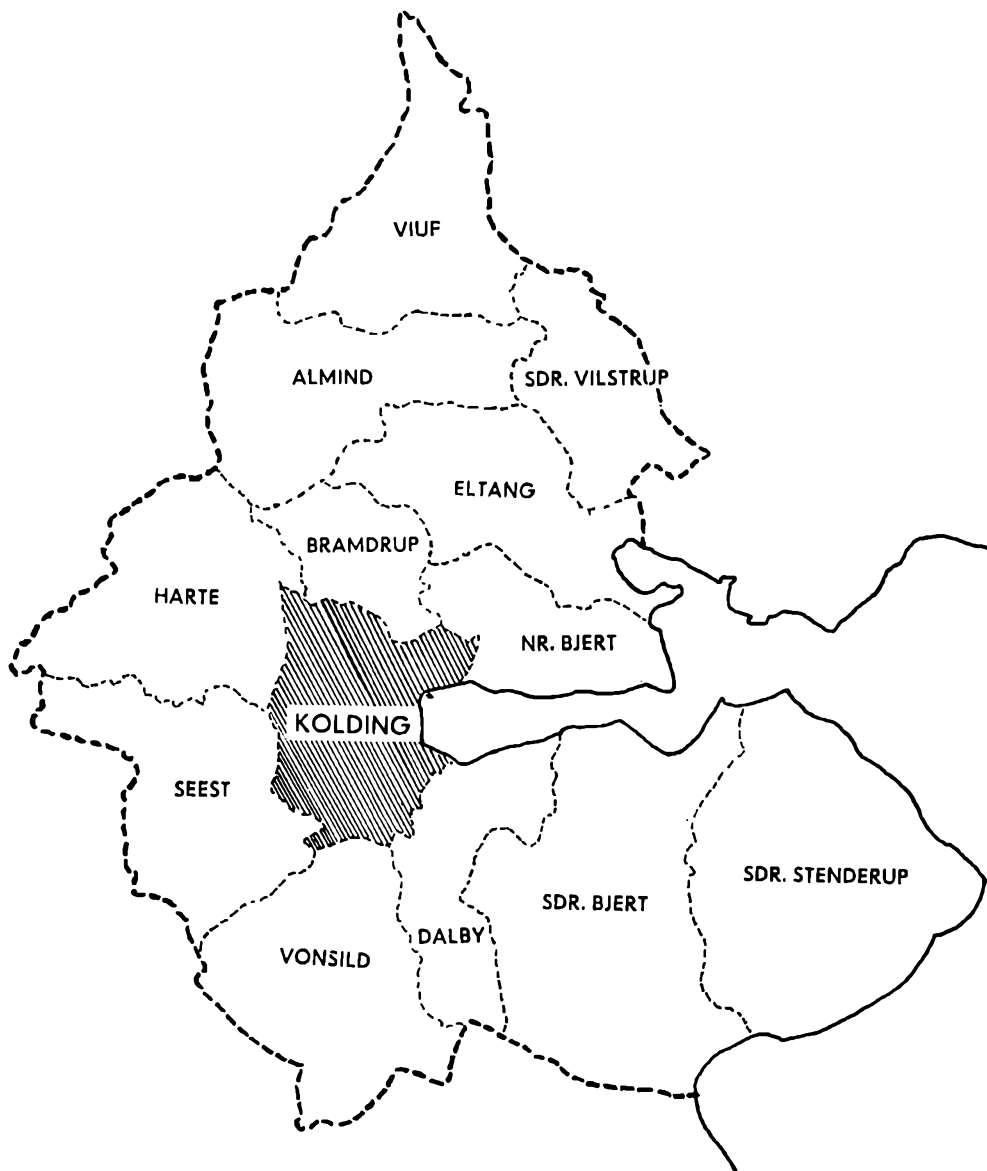 VIUF
ALMIND
SDR. VILSTRUP
ELTANG
BRAMDRUP
HARTE
NR. BJERT
KOLDING
SEEST
SDR. STENDERUP
SDR. BJERT
DALBY
VONSILD